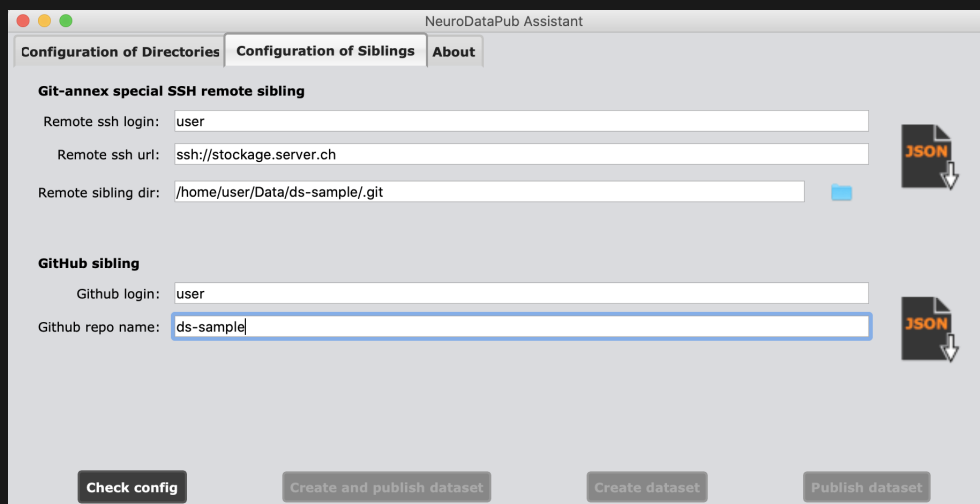 NeuroDataPub Assistant
Configuration of Directories Configuration of Siblings About
Git-annex special SSH remote sibling
Remote ssh login: user
Remote ssh url: ssh://stockage.server.ch
JSON
Remote sibling dir: /home/user/Data/ds-sample/.git
GitHub sibling
Github login: user
Github repo name: ds-sample
JSON
Check config Create and publish dataset Create dataset Publish dataset